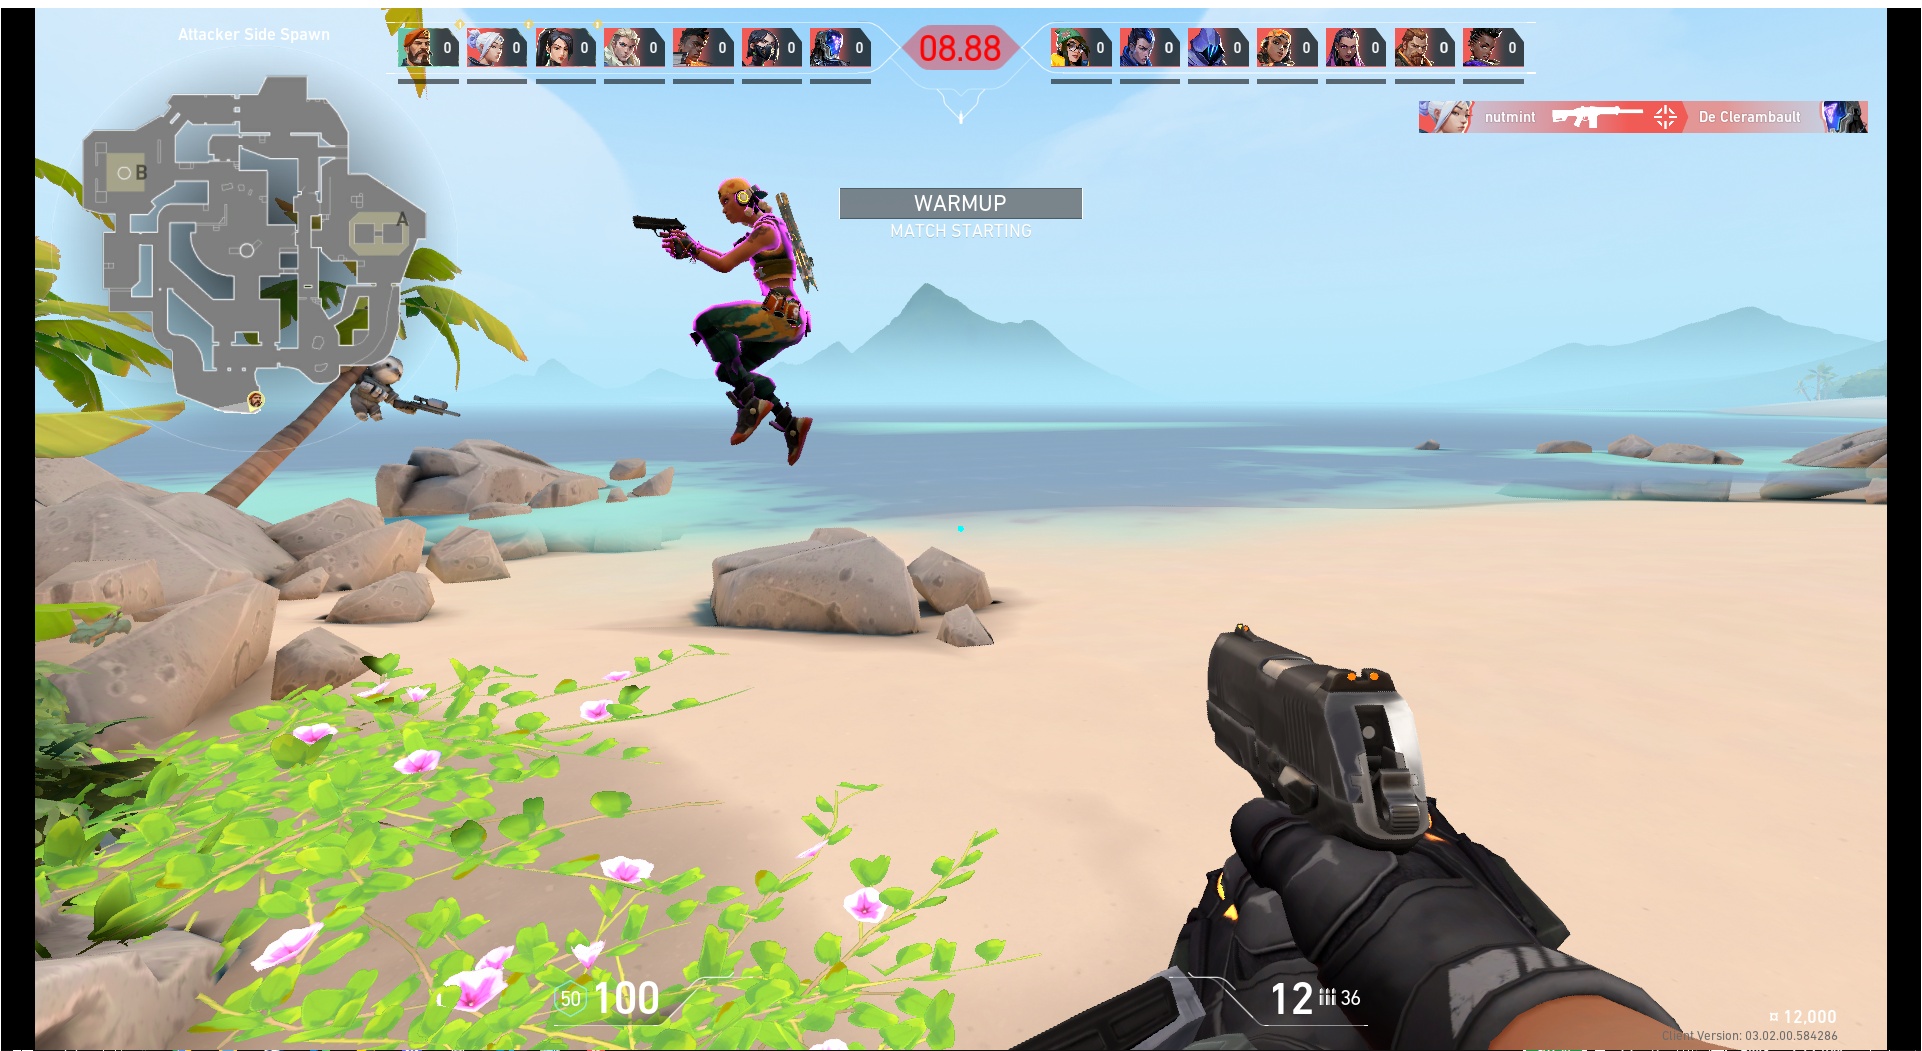 Attacker Side Spawn
0 0 0 0 0 0 0
08.88
0 0 0 0 0 0 0
nutmint De Clerambault
WARMUP
MATCH STARTING
B
A
50 100
12 36
¤ 12,000
Client Version: 03.02.00.584286